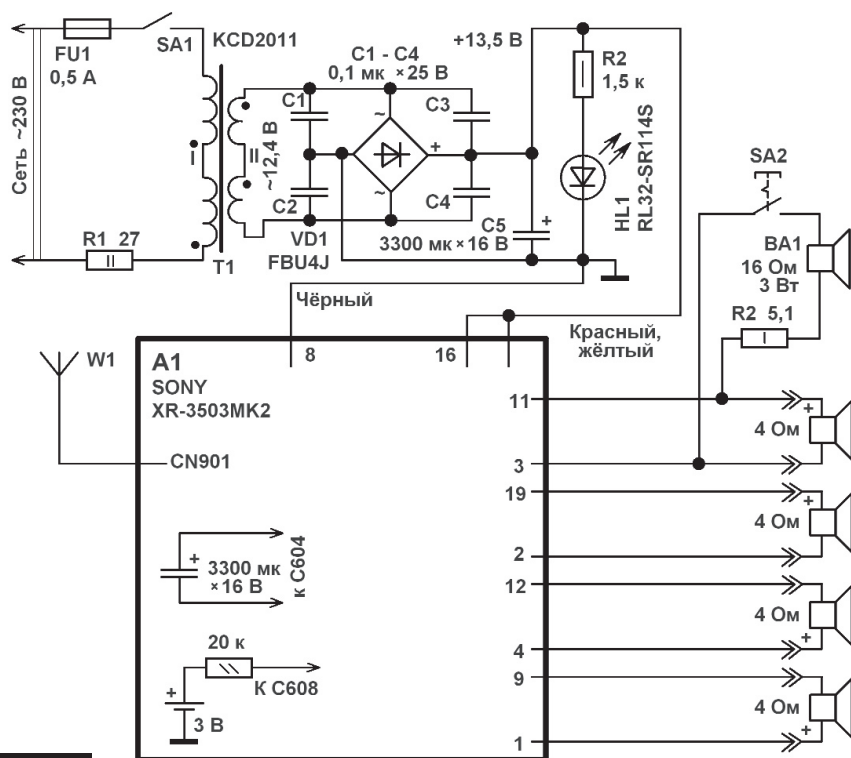 Сеть ~230 В
FU1
0,5 А
SA1
KCD2011
I
II
~12,4 В
T1
R1 27
C1 - C4
0,1 мк ×25 В
C1
C3
~
+
~
C2
C4
VD1
FBU4J
+13,5 В
C5
+
3300 мк ×16 В
R2
1,5 к
HL1
RL32-SR114S
SA2
BA1
16 Ом
3 Вт
R2 5,1
Чёрный
Красный,
жёлтый
W1
A1
SONY
XR-3503MK2
8
16
CN901
11
3
19
2
12
4
9
1
+
4 Ом
+
4 Ом
4 Ом
+
4 Ом
+
+
3300 мк
×16 В
к C604
20 к
К C608
+
3 В